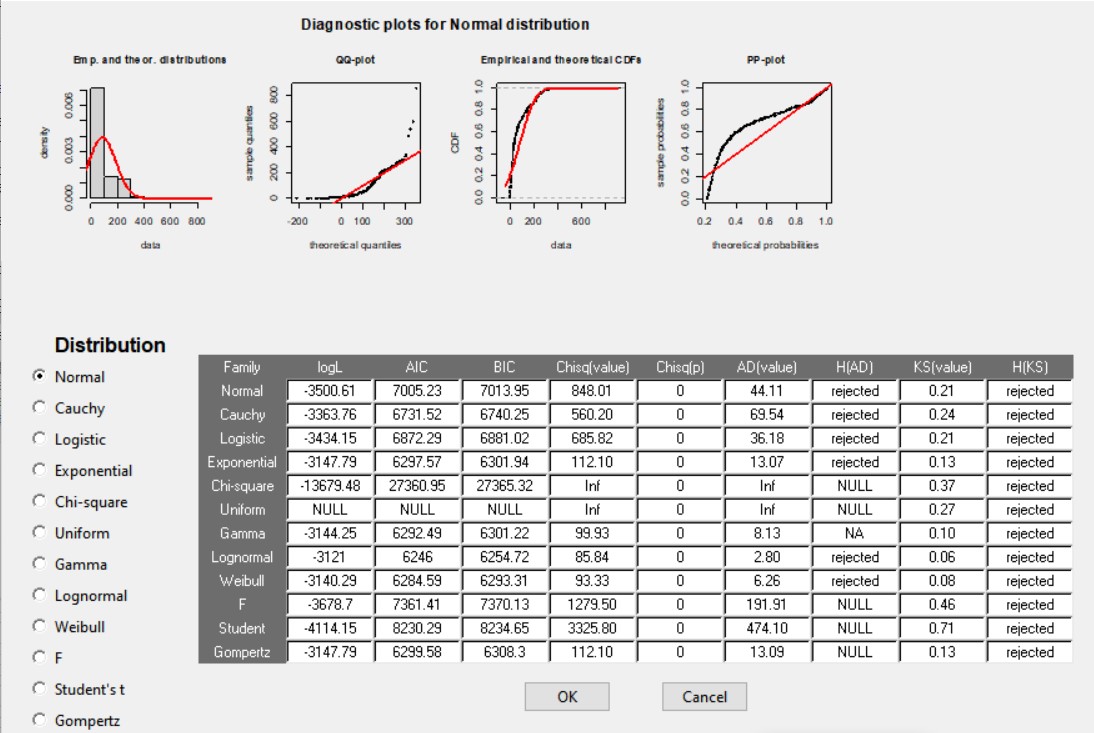 Diagnostic plots for Normal distribution
Emp. and theor. distributions
QQ-plot
Empirical and theoretical CDFs
PP-plot
density
0.000 0.003 0.006
0 200 400 600 800
data
sample quantiles
0 200 400 600 800
-200 0 100 300
theoretical quantiles
CDF
0.0 0.2 0.4 0.6 0.8 1.0
0 200 600
data
sample probabilities
0.0 0.2 0.4 0.6 0.8 1.0
0.2 0.4 0.6 0.8 1.0
theoretical probabilities
Distribution
Normal
Cauchy
Logistic
Exponential
Chi-square
Uniform
Gamma
Lognormal
Weibull
F
Student's t
Gompertz
Family logL AIC BIC Chisq(value) Chisq(p) AD(value) H(AD) KS(value) H(KS)
Normal -3500.61 7005.23 7013.95 848.01 0 44.11 rejected 0.21 rejected
Cauchy -3363.76 6731.52 6740.25 560.20 0 69.54 rejected 0.24 rejected
Logistic -3434.15 6872.29 6881.02 685.82 0 36.18 rejected 0.21 rejected
Exponential -3147.79 6297.57 6301.94 112.10 0 13.07 rejected 0.13 rejected
Chi-square -13679.48 27360.95 27365.32 Inf 0 Inf NULL 0.37 rejected
Uniform NULL NULL NULL Inf 0 Inf NULL 0.27 rejected
Gamma -3144.25 6292.49 6301.22 99.93 0 8.13 NA 0.10 rejected
Lognormal -3121 6246 6254.72 85.84 0 2.80 rejected 0.06 rejected
Weibull -3140.29 6284.59 6293.31 93.33 0 6.26 rejected 0.08 rejected
F -3678.7 7361.41 7370.13 1279.50 0 191.91 NULL 0.46 rejected
Student -4114.15 8230.29 8234.65 3325.80 0 474.10 NULL 0.71 rejected
Gompertz -3147.79 6299.58 6308.3 112.10 0 13.09 NULL 0.13 rejected
OK Cancel